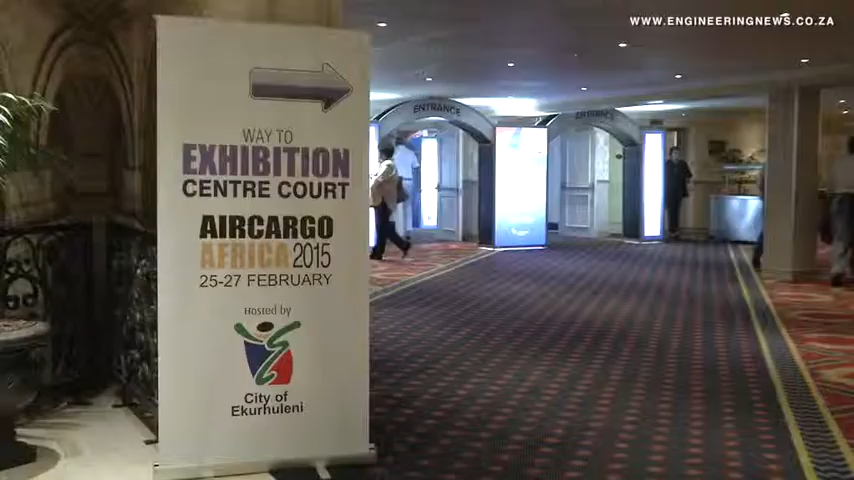 WWW.ENGINEERINGNEWS.CO.ZA
WAY TO
EXHIBITION
CENTRE COURT
AIRCARGO
AFRICA 2015
25-27 FEBRUARY
Hosted by
City of
Ekurhuleni
ENTRANCE
ENTRANCE